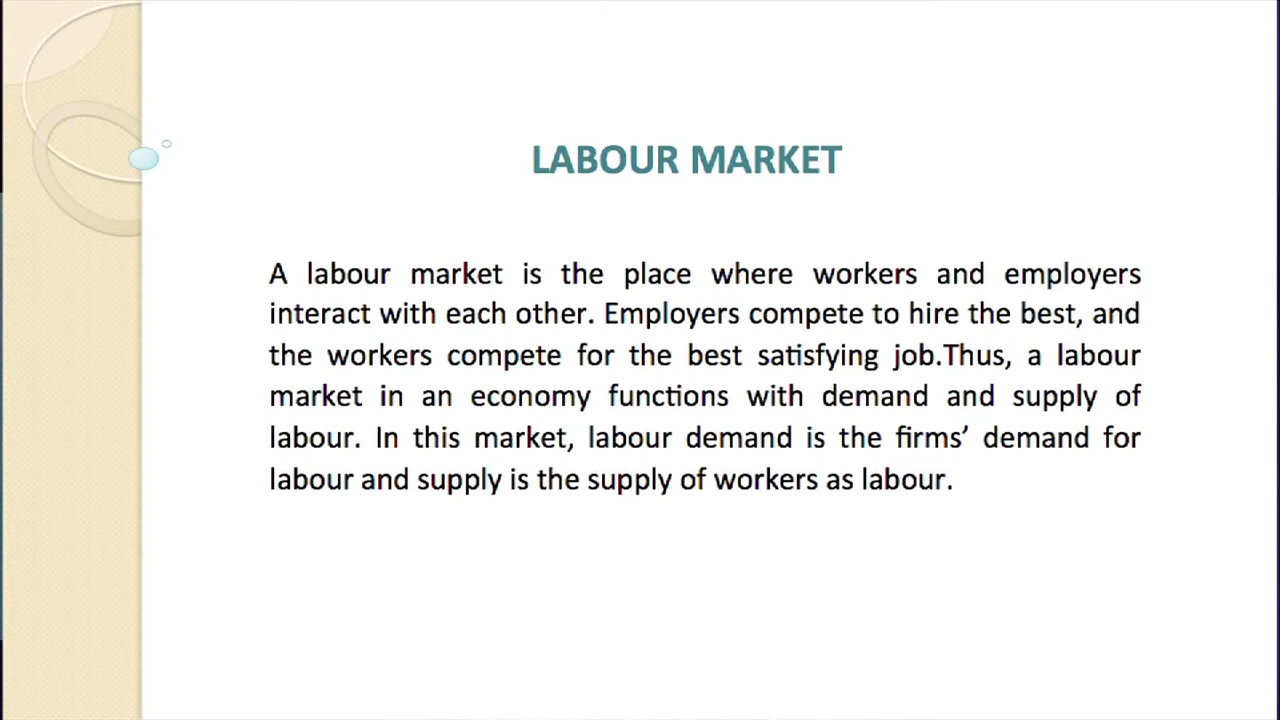 LABOUR MARKET
A labour market is the place where workers and employers
interact with each other. Employers compete to hire the best, and
the workers compete for the best satisfying job.Thus, a labour
market in an economy functions with demand and supply of
labour. In this market, labour demand is the firms’ demand for
labour and supply is the supply of workers as labour.